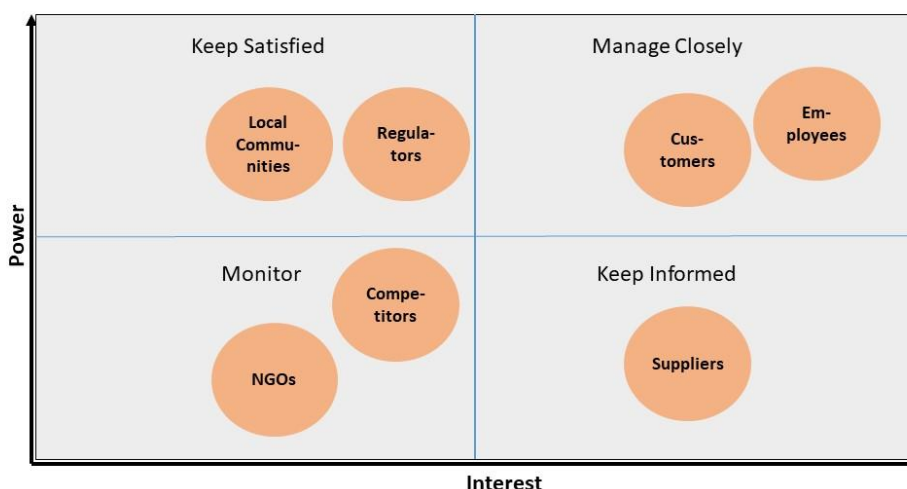 Keep Satisfied
Manage Closely
Local
Commu-
nities
Regula-
tors
Cus-
tomers
Em-
ployees
Power
Monitor
Keep Informed
Compe-
titors
NGOs
Suppliers
Interest